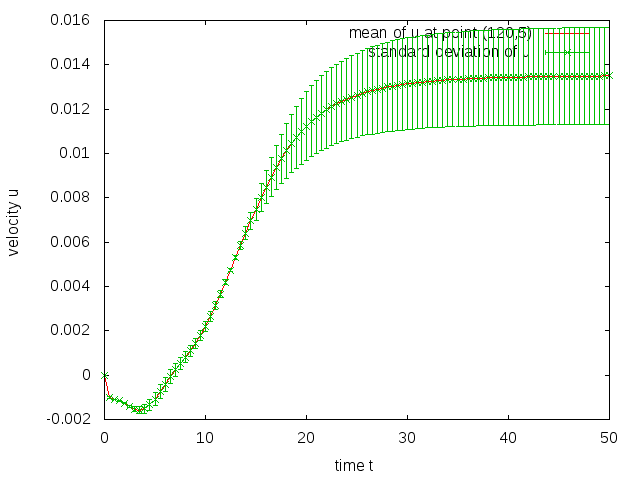 mean of u at point (120,5)
standard deviation of u
0.016
0.014
0.012
0.01
0.008
0.006
0.004
0.002
0
-0.002
velocity u
0 10 20 30 40 50
time t